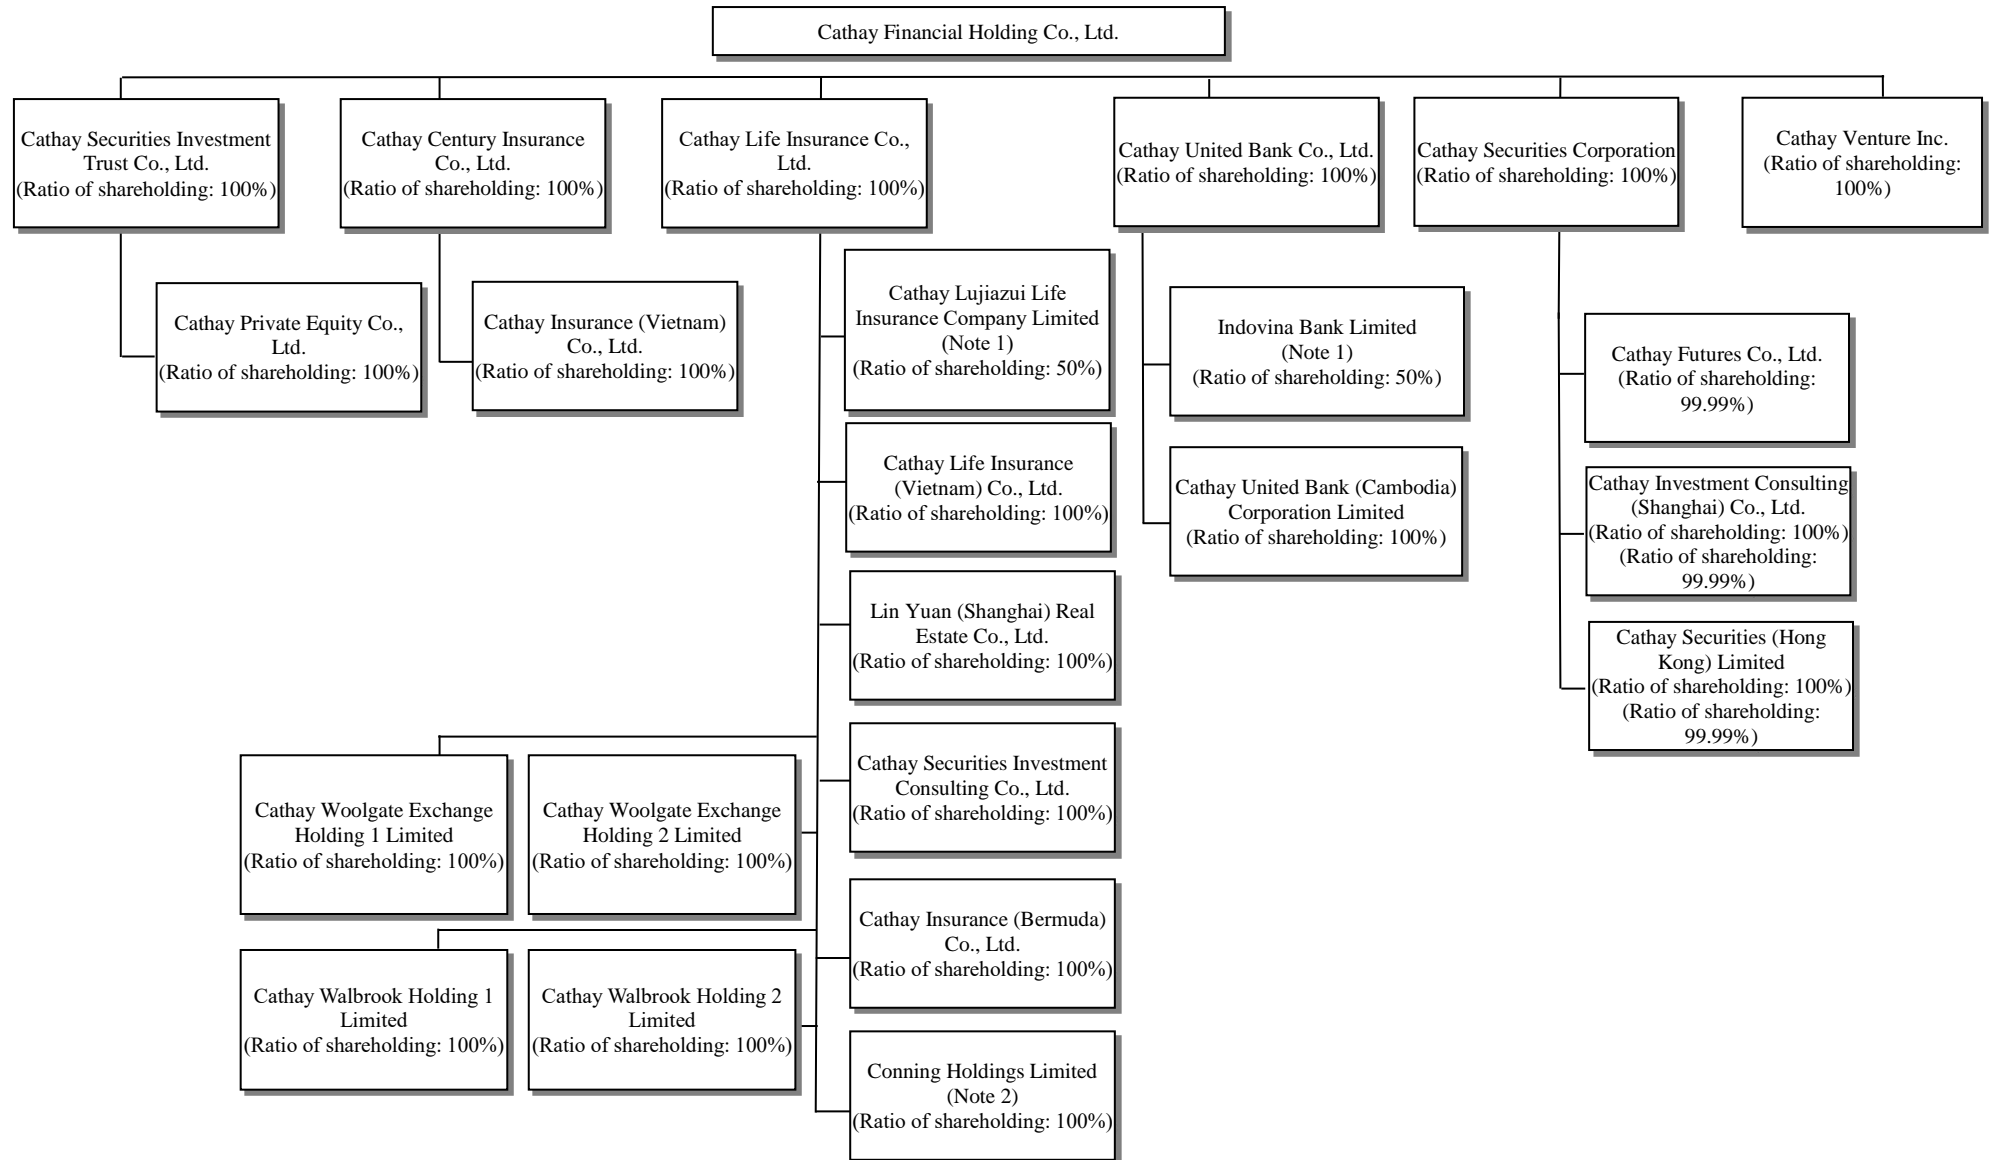 Cathay Financial Holding Co., Ltd.
Cathay Securities Investment
Trust Co., Ltd.
(Ratio of shareholding: 100%)
Cathay Century Insurance
Co., Ltd.
(Ratio of shareholding: 100%)
Cathay Life Insurance Co.,
Ltd.
(Ratio of shareholding: 100%)
Cathay United Bank Co., Ltd.
(Ratio of shareholding: 100%)
Cathay Securities Corporation
(Ratio of shareholding: 100%)
Cathay Venture Inc.
(Ratio of shareholding:
100%)
Cathay Private Equity Co.,
Ltd.
(Ratio of shareholding: 100%)
Cathay Insurance (Vietnam)
Co., Ltd.
(Ratio of shareholding: 100%)
Cathay Lujiazui Life
Insurance Company Limited
(Note 1)
(Ratio of shareholding: 50%)
Indovina Bank Limited
(Note 1)
(Ratio of shareholding: 50%)
Cathay Futures Co., Ltd.
(Ratio of shareholding:
99.99%)
Cathay Life Insurance
(Vietnam) Co., Ltd.
(Ratio of shareholding: 100%)
Cathay United Bank (Cambodia)
Corporation Limited
(Ratio of shareholding: 100%)
Cathay Investment Consulting
(Shanghai) Co., Ltd.
(Ratio of shareholding: 100%)
(Ratio of shareholding:
99.99%)
Lin Yuan (Shanghai) Real
Estate Co., Ltd.
(Ratio of shareholding: 100%)
Cathay Securities (Hong
Kong) Limited
(Ratio of shareholding: 100%)
(Ratio of shareholding:
99.99%)
Cathay Woolgate Exchange
Holding 1 Limited
(Ratio of shareholding: 100%)
Cathay Woolgate Exchange
Holding 2 Limited
(Ratio of shareholding: 100%)
Cathay Securities Investment
Consulting Co., Ltd.
(Ratio of shareholding: 100%)
Cathay Insurance (Bermuda)
Co., Ltd.
(Ratio of shareholding: 100%)
Cathay Walbrook Holding 1
Limited
(Ratio of shareholding: 100%)
Cathay Walbrook Holding 2
Limited
(Ratio of shareholding: 100%)
Conning Holdings Limited
(Note 2)
(Ratio of shareholding: 100%)